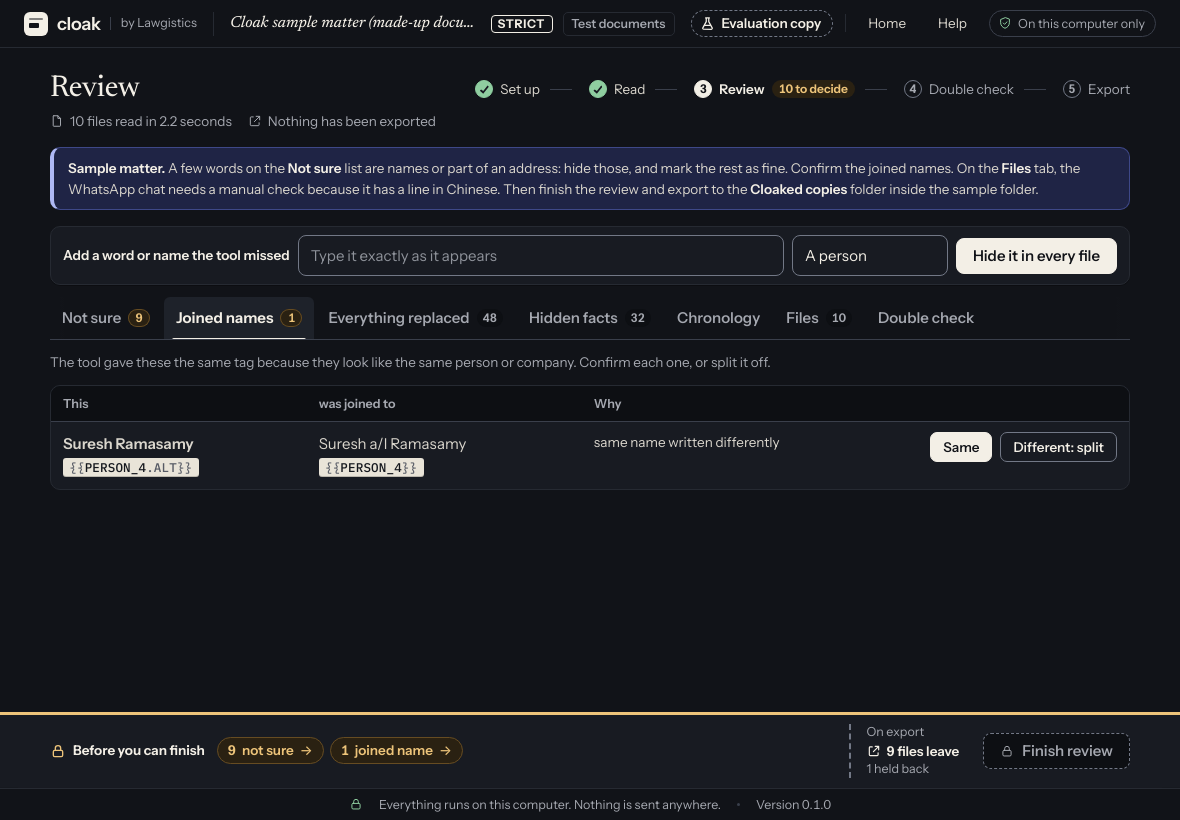 cloak by Lawgistics Cloak sample matter (made-up docu... STRICT Test documents Evaluation copy Home Help On this computer only
Review
Set up Read 3 Review 10 to decide 4 Double check 5 Export
10 files read in 2.2 seconds Nothing has been exported
Sample matter. A few words on the Not sure list are names or part of an address: hide those, and mark the rest as fine. Confirm the joined names. On the Files tab, the
WhatsApp chat needs a manual check because it has a line in Chinese. Then finish the review and export to the Cloaked copies folder inside the sample folder.
Add a word or name the tool missed Type it exactly as it appears A person Hide it in every file
Not sure 9 Joined names 1 Everything replaced 48 Hidden facts 32 Chronology Files 10 Double check
The tool gave these the same tag because they look like the same person or company. Confirm each one, or split it off.
This was joined to Why
Suresh Ramasamy Suresh a/l Ramasamy same name written differently Same Different: split
{{PERSON_4.ALT}} {{PERSON_4}}
Before you can finish 9 not sure → 1 joined name →
On export
9 files leave
1 held back
Finish review
Everything runs on this computer. Nothing is sent anywhere. • Version 0.1.0